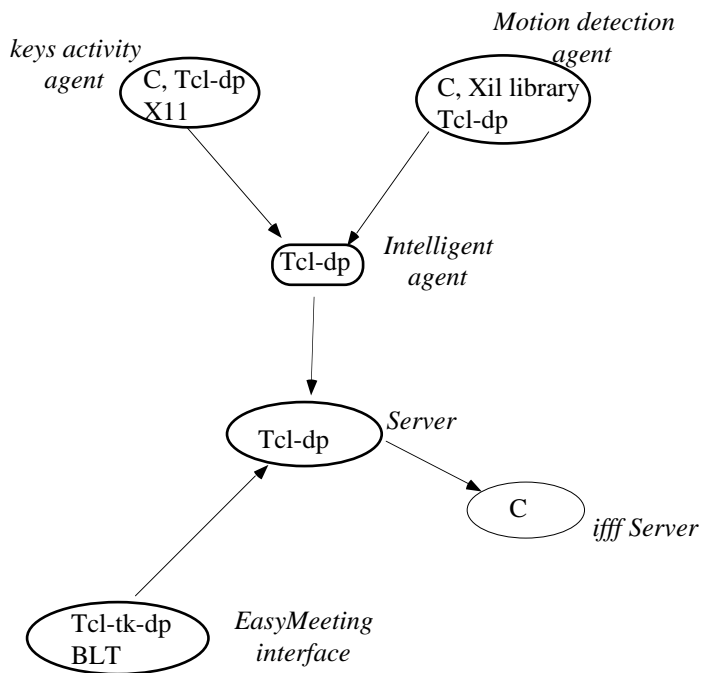 keys activity
agent
C, Tcl-dp
X11
Motion detection
agent
C, Xil library
Tcl-dp
Tcl-dp
Intelligent
agent
Tcl-dp
Server
C
ifff Server
Tcl-tk-dp
BLT
EasyMeeting
interface